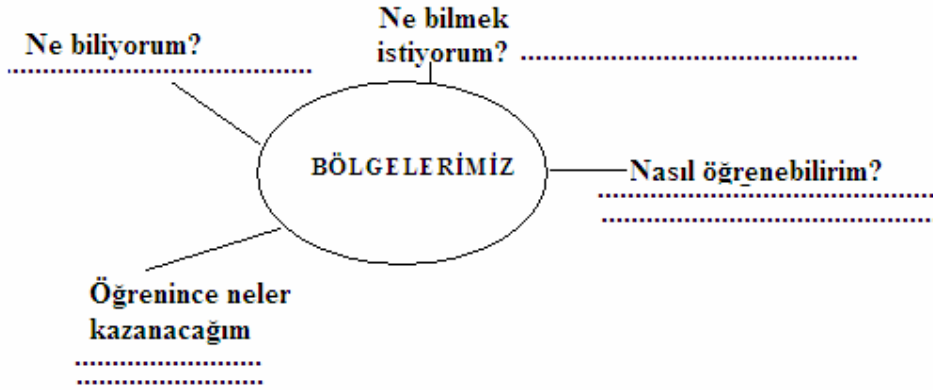 Ne biliyorum?
................................................
Ne bilmek
istiyorum? ................................................
BÖLGELERİMİZ
Nasıl öğrenebilirim?
................................................
................................................
Öğrenince neler
kazanacağım
..............................
..............................